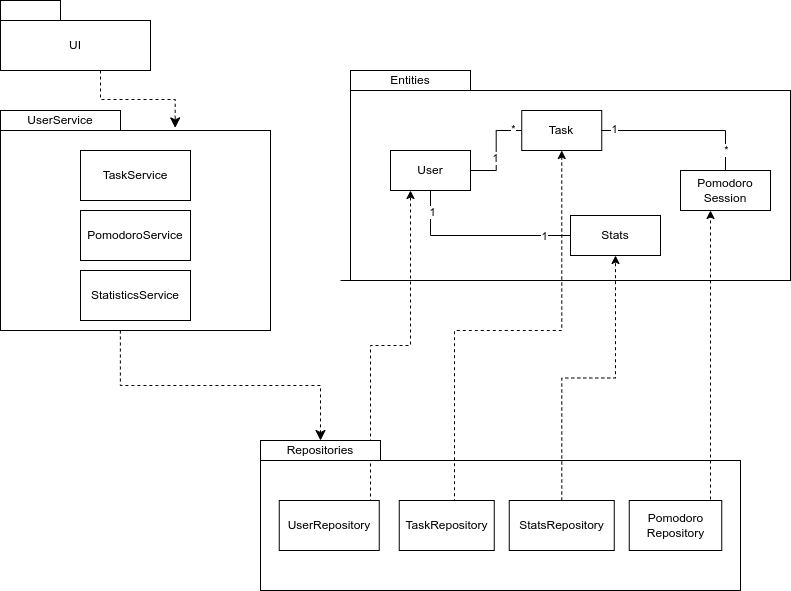 UI
UserService
TaskService
PomodoroService
StatisticsService
Entities
Task
*
1
1
*
User
Pomodoro
Session
1
1
Stats
Repositories
UserRepository
TaskRepository
StatsRepository
Pomodoro
Repository